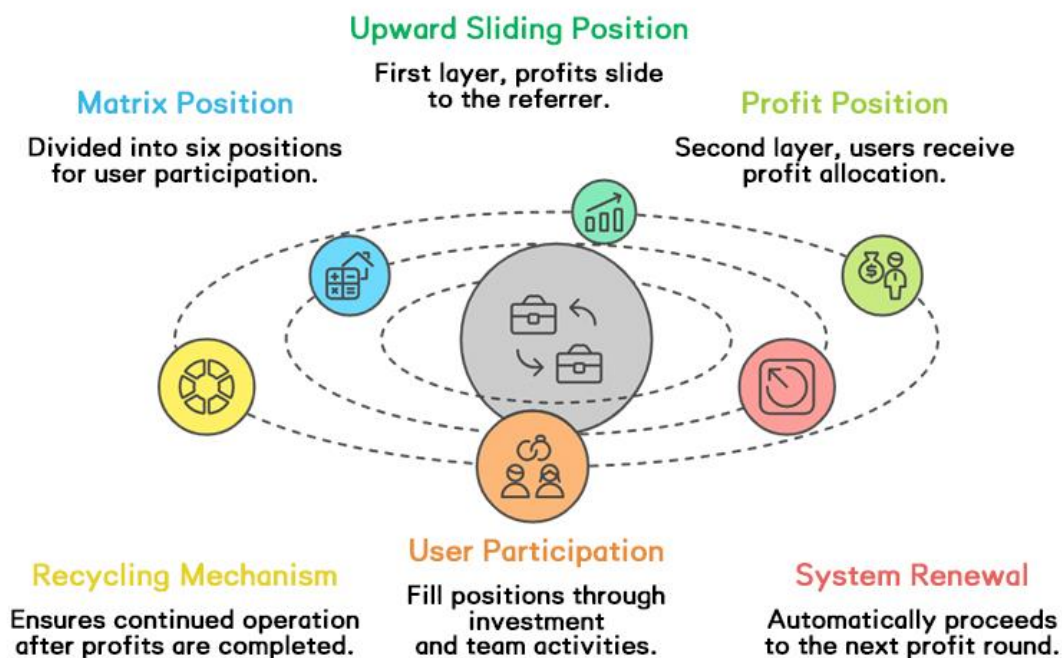 Upward Sliding Position
First layer, profits slide
to the referrer.
Matrix Position
Divided into six positions
for user participation.
Profit Position
Second layer, users receive
profit allocation.
$
+ −
× =
Recycling Mechanism
Ensures continued operation
after profits are completed.
User Participation
Fill positions through
investment
and team activities.
System Renewal
Automatically proceeds
to the next profit round.